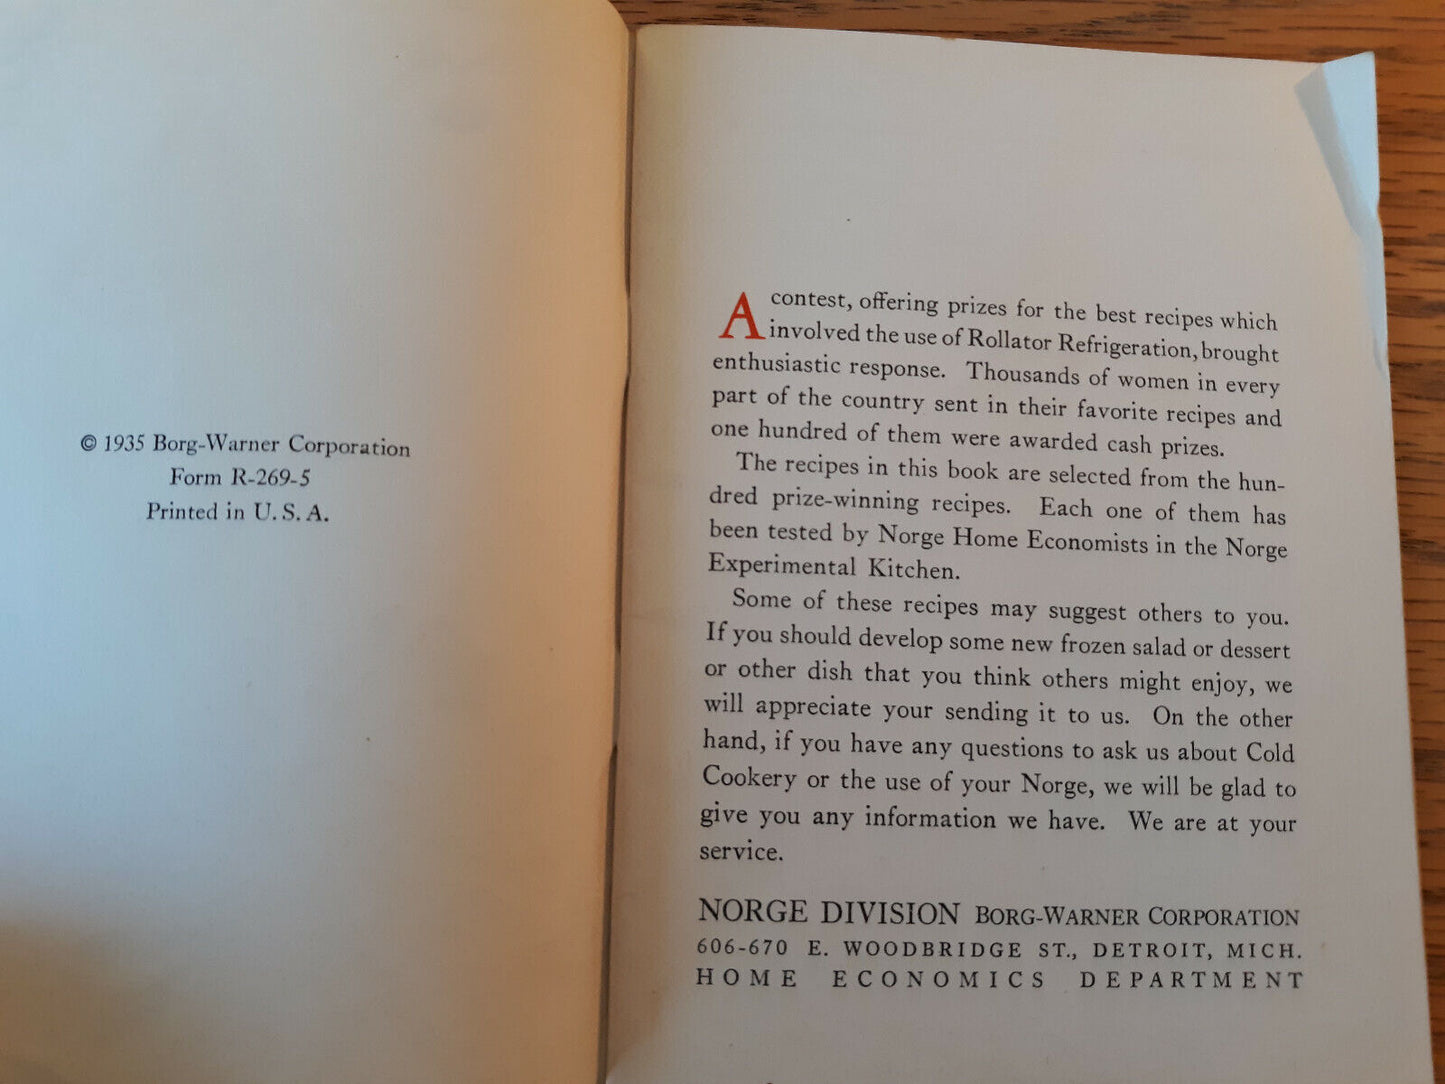 © 1935 Borg-Warner Corporation
Form R-269-5
Printed in U. S. A.
A contest, offering prizes for the best recipes which
involved the use of Rollator Refrigeration, brought
enthusiastic response. Thousands of women in every
part of the country sent in their favorite recipes and
one hundred of them were awarded cash prizes.
The recipes in this book are selected from the hun-
dred prize-winning recipes. Each one of them has
been tested by Norge Home Economists in the Norge
Experimental Kitchen.
Some of these recipes may suggest others to you.
If you should develop some new frozen salad or dessert
or other dish that you think others might enjoy, we
will appreciate your sending it to us. On the other
hand, if you have any questions to ask us about Cold
Cookery or the use of your Norge, we will be glad to
give you any information we have. We are at your
service.
NORGE DIVISION BORG-WARNER CORPORATION
606-670 E. WOODBRIDGE ST., DETROIT, MICH.
HOME ECONOMICS DEPARTMENT